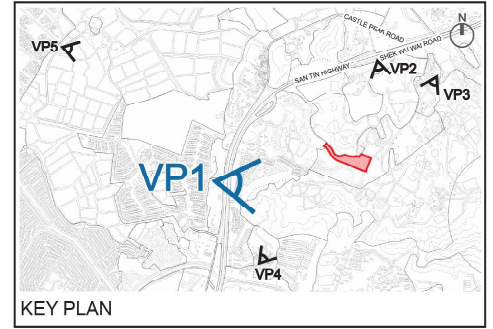 N
CASTLE PEAK ROAD
SHEK WU WAI ROAD
SAN TIN HIGHWAY
VP5
VP2
VP3
VP1
VP4
KEY PLAN